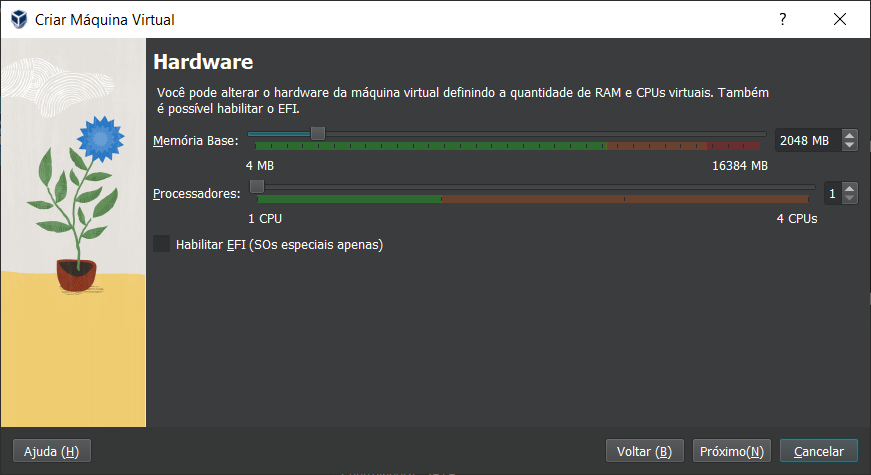 Criar Máquina Virtual
?
Hardware
Você pode alterar o hardware da máquina virtual definindo a quantidade de RAM e CPUs virtuais. Também
é possível habilitar o EFI.
Memória Base:
2048 MB
4 MB
16384 MB
Processadores:
1
1 CPU
4 CPUs
Habilitar EFI (SOs especiais apenas)
Ajuda (H)
Voltar (B)
Próximo(N)
Cancelar